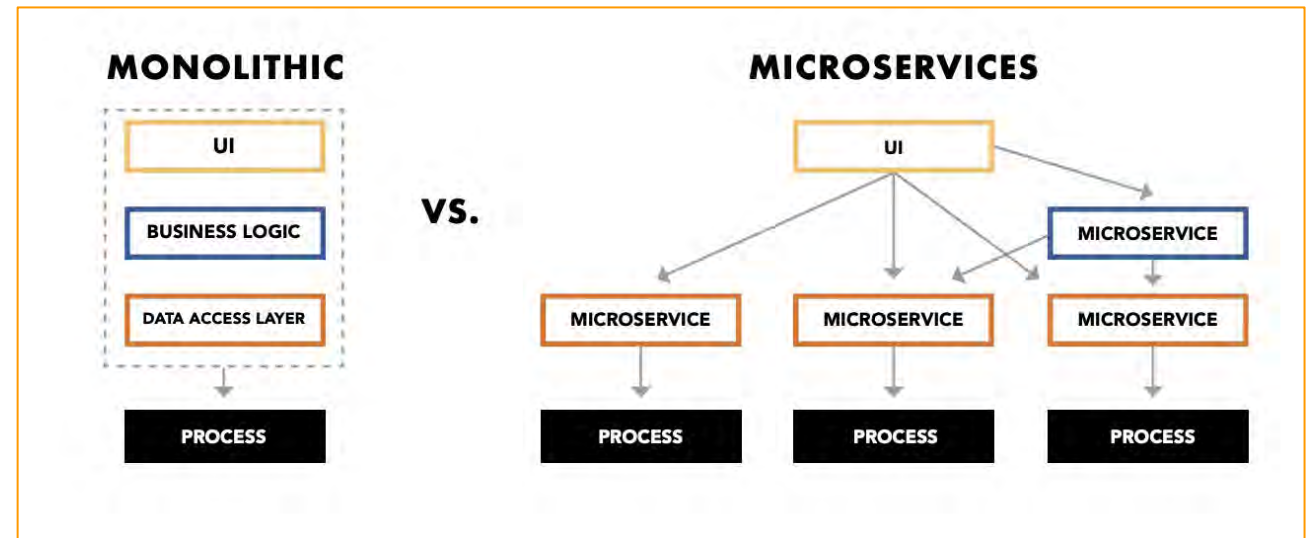 MONOLITHIC
UI
BUSINESS LOGIC
DATA ACCESS LAYER
PROCESS
VS.
MICROSERVICES
UI
MICROSERVICE
MICROSERVICE
MICROSERVICE
MICROSERVICE
PROCESS
PROCESS
PROCESS